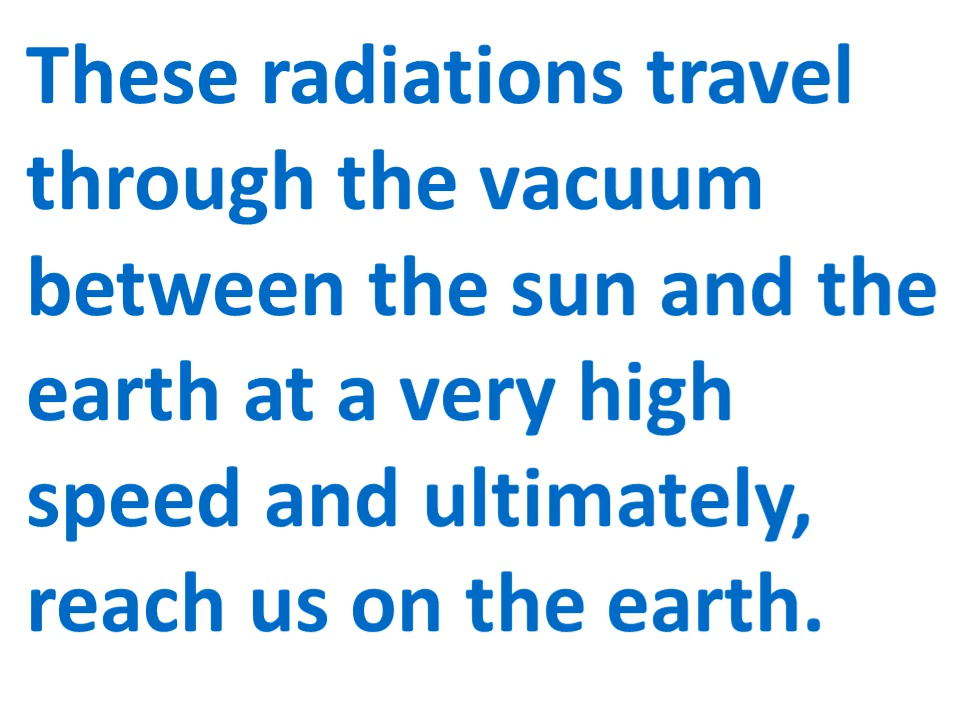 These radiations travel
through the vacuum
between the sun and the
earth at a very high
speed and ultimately,
reach us on the earth.